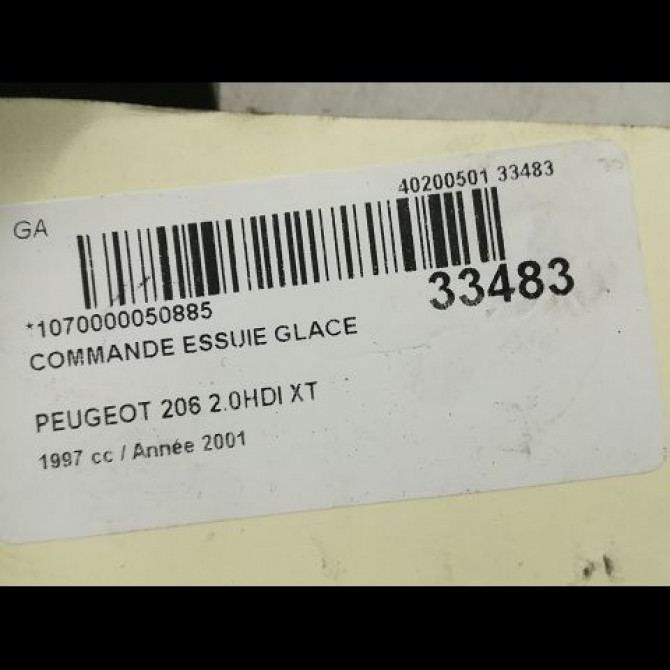 40200501 33483
GA
33483
*1070000050885
COMMANDE ESSUIE GLACE
PEUGEOT 206 2.0HDI XT
1997 cc / Année 2001